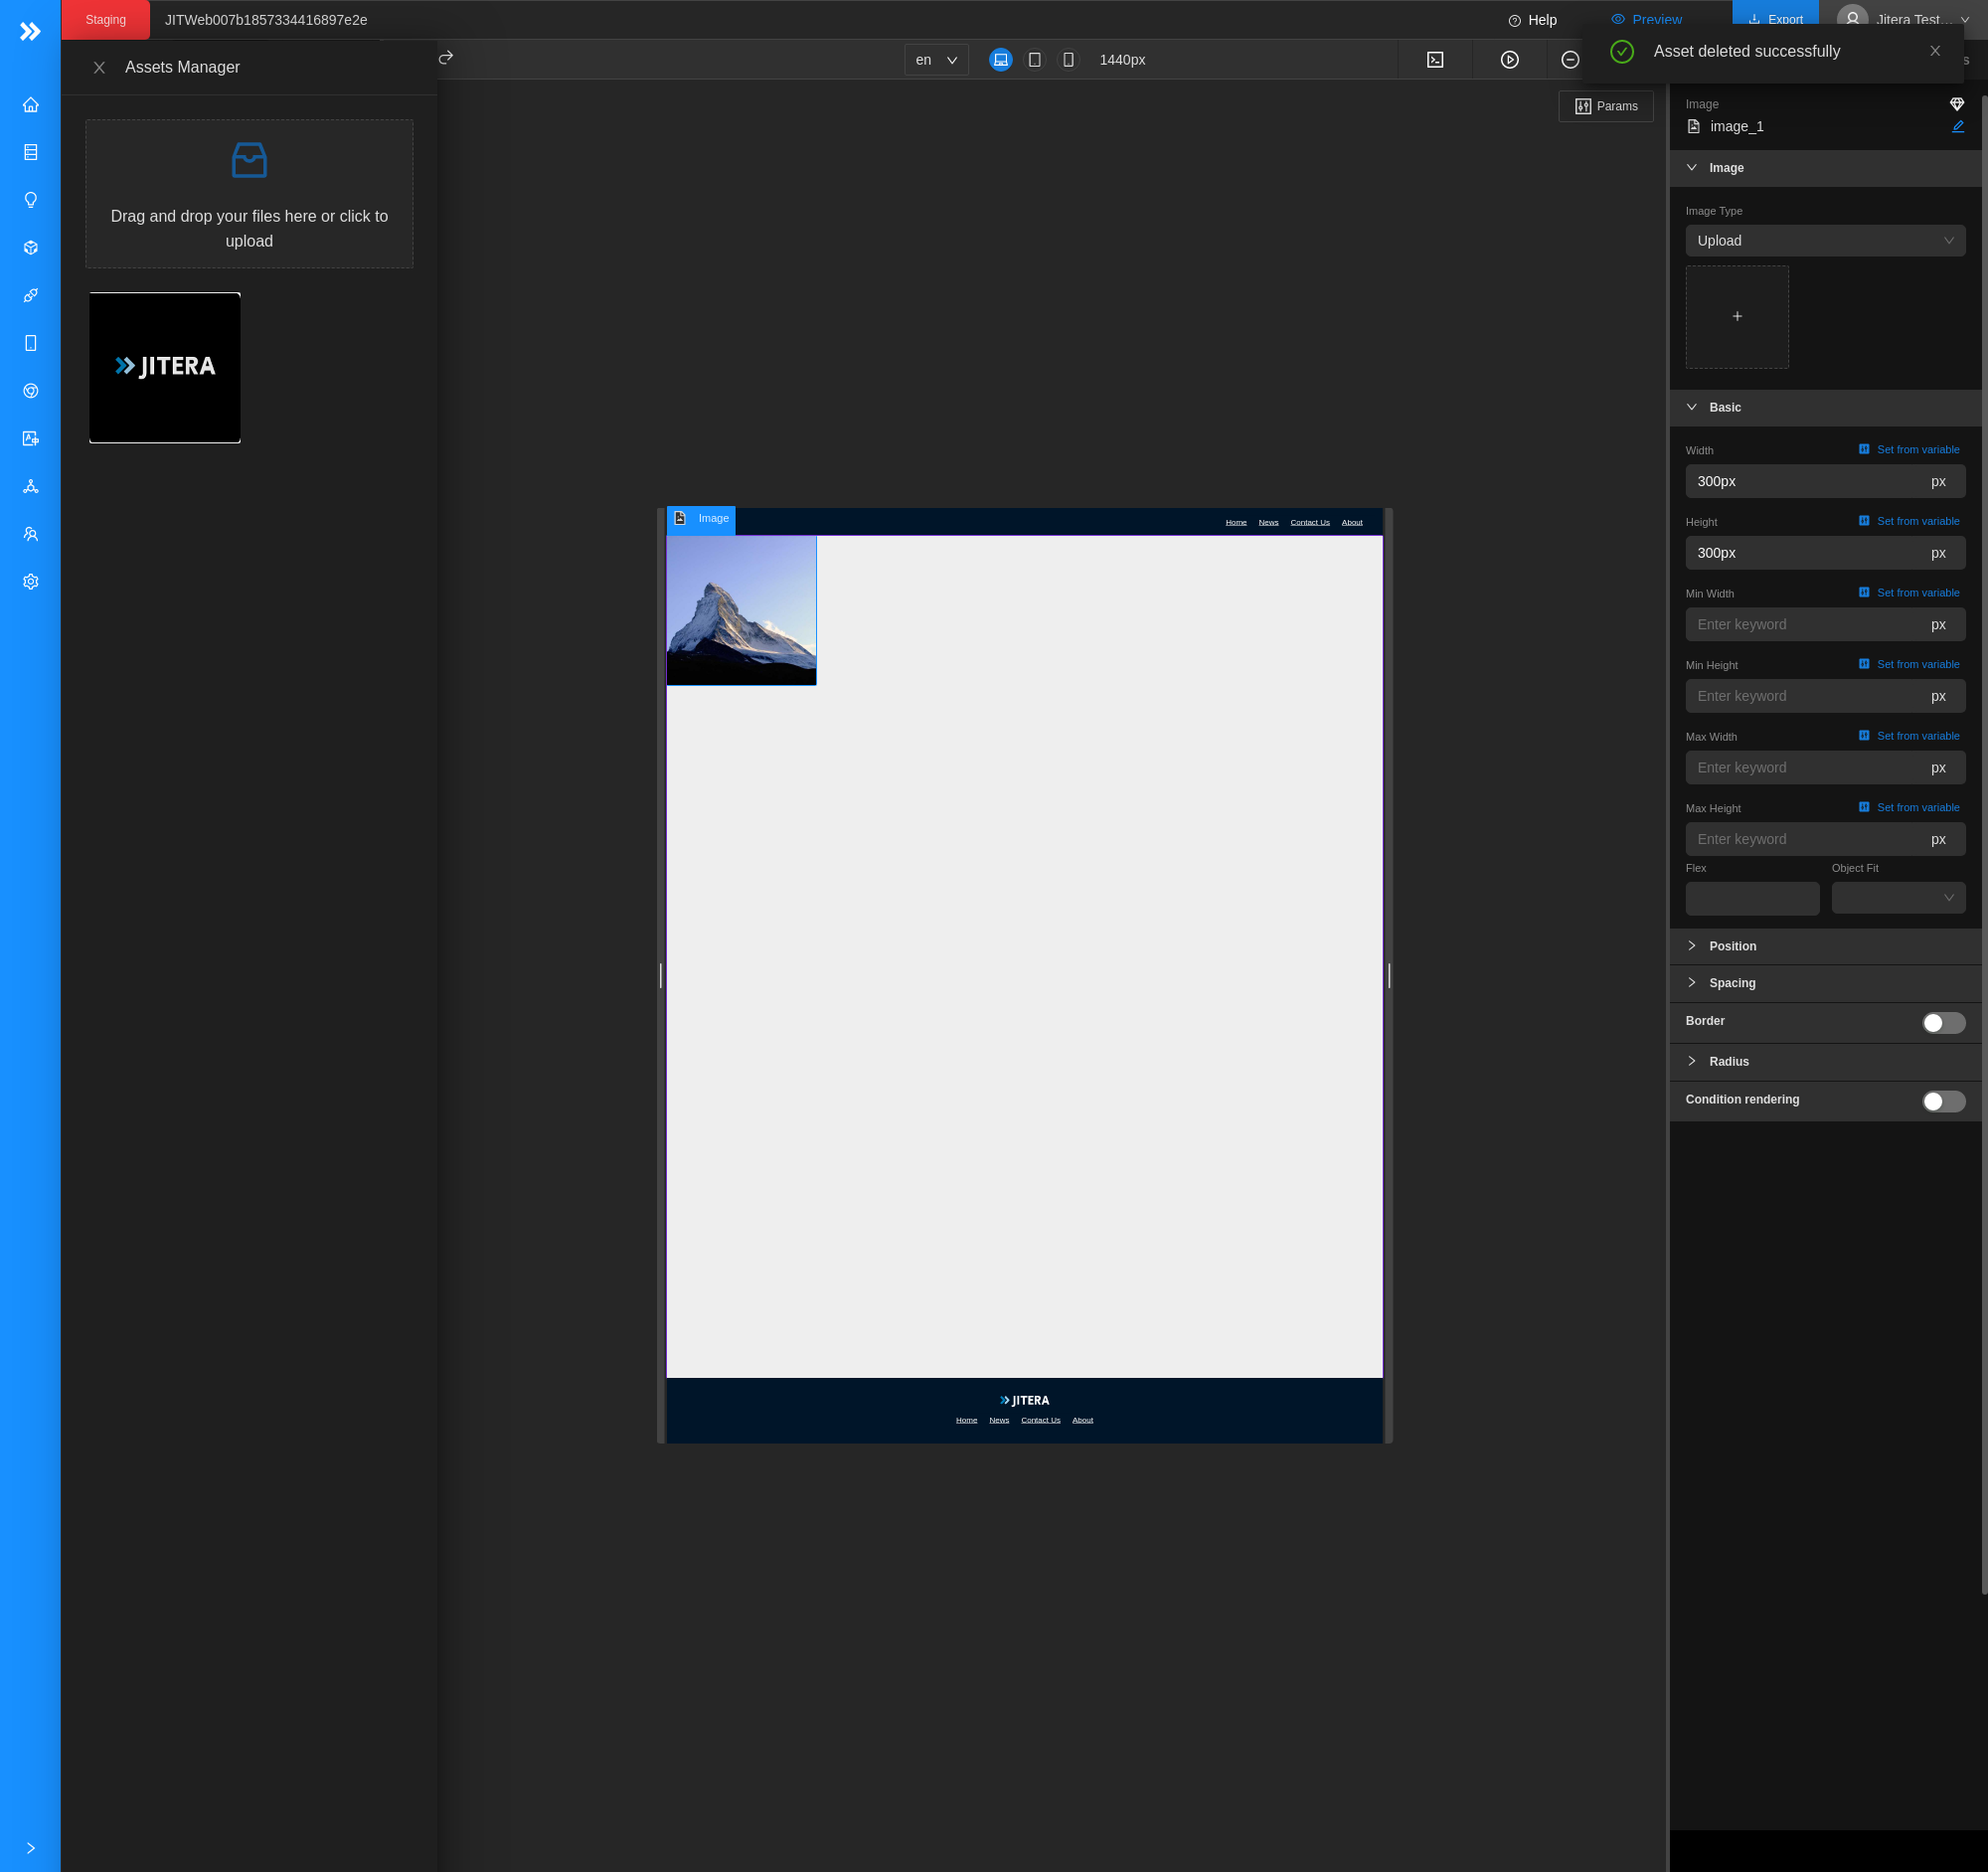 Staging
JITWeb007b1857334416897e2e
Help
Preview
Export
Jitera Test...
Assets Manager
en
1440px
Asset deleted successfully
Params
Drag and drop your files here or click to
upload
JITERA
Image
Home
News
Contact Us
About
JITERA
Home
News
Contact Us
About
Image
image_1
Image
Image Type
Upload
Basic
Width
Set from variable
300px
px
Height
Set from variable
300px
px
Min Width
Set from variable
Enter keyword
px
Min Height
Set from variable
Enter keyword
px
Max Width
Set from variable
Enter keyword
px
Max Height
Set from variable
Enter keyword
px
Flex
Object Fit
Position
Spacing
Border
Radius
Condition rendering